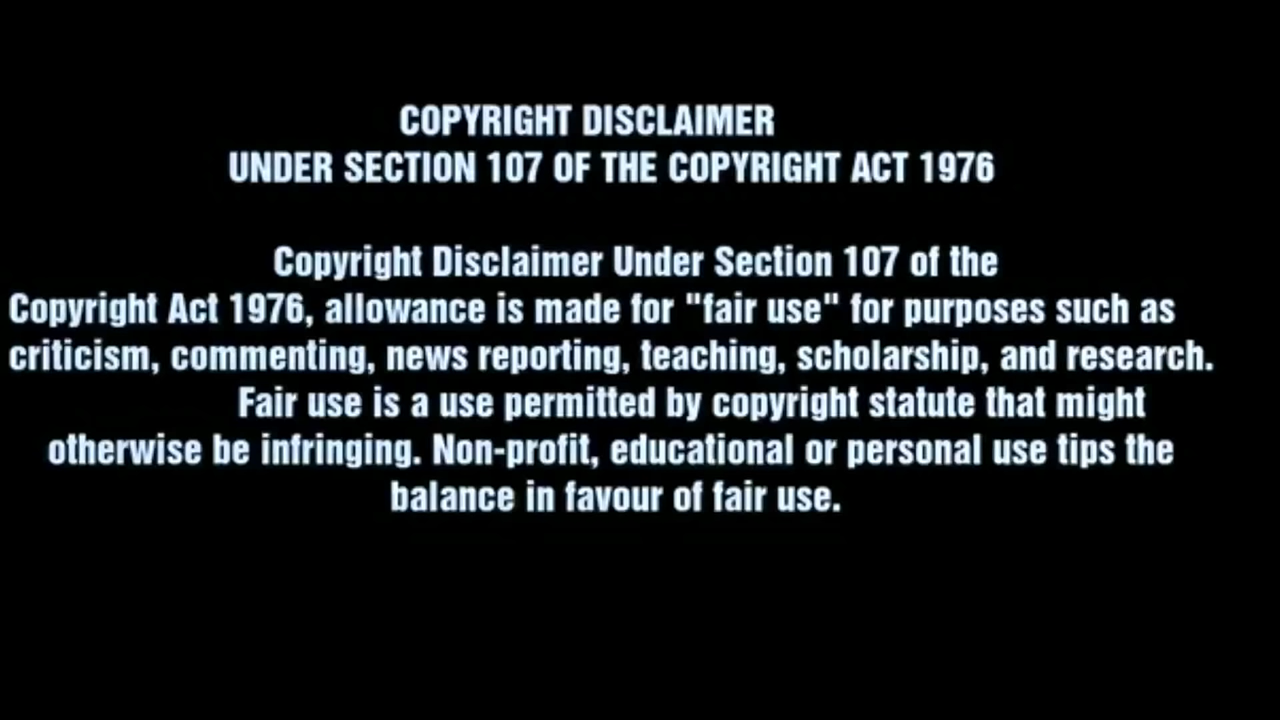 COPYRIGHT DISCLAIMER
UNDER SECTION 107 OF THE COPYRIGHT ACT 1976
Copyright Disclaimer Under Section 107 of the
Copyright Act 1976, allowance is made for "fair use" for purposes such as
criticism, commenting, news reporting, teaching, scholarship, and research.
Fair use is a use permitted by copyright statute that might
otherwise be infringing. Non-profit, educational or personal use tips the
balance in favour of fair use.